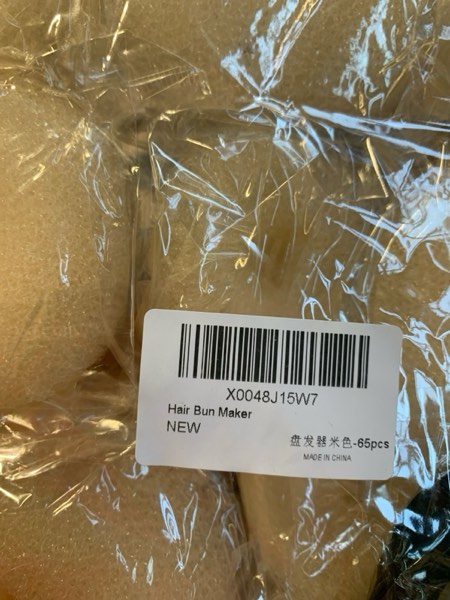 X0048J15W7
Hair Bun Maker
NEW
盘发器米色-65pcs
MADE IN CHINA